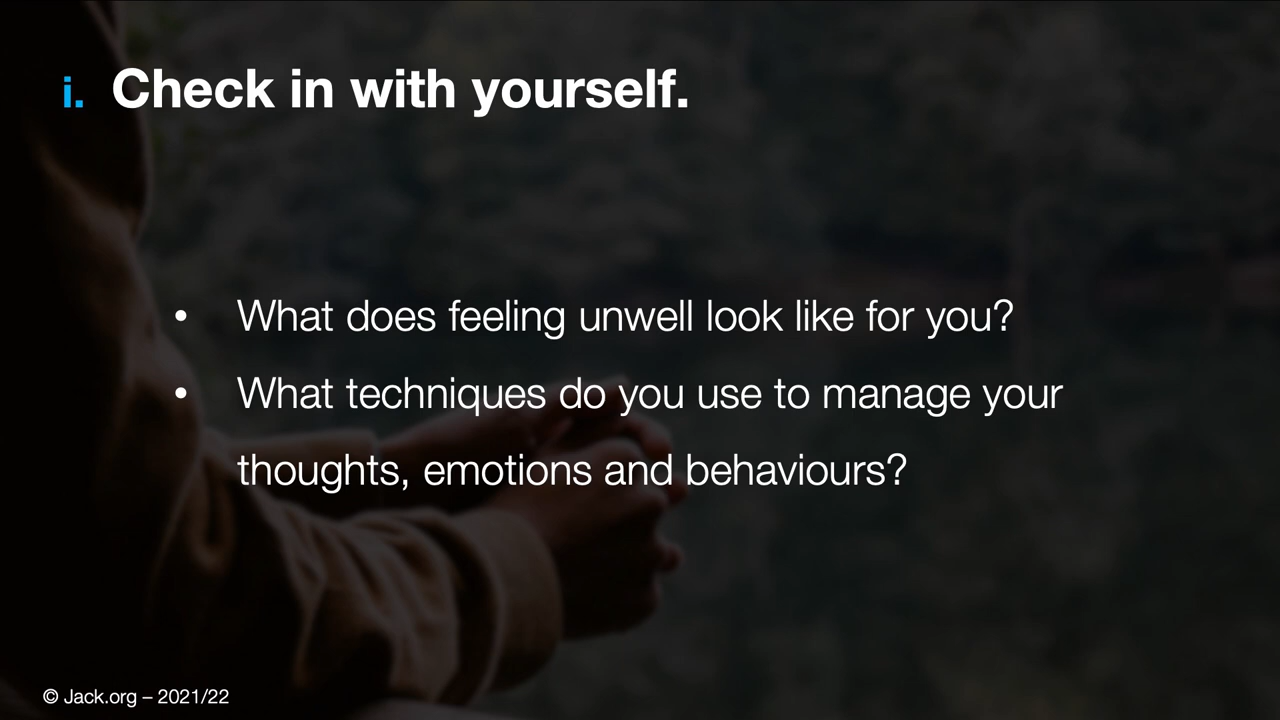 i. Check in with yourself.
• What does feeling unwell look like for you?
• What techniques do you use to manage your
thoughts, emotions and behaviours?
© Jack.org – 2021/22